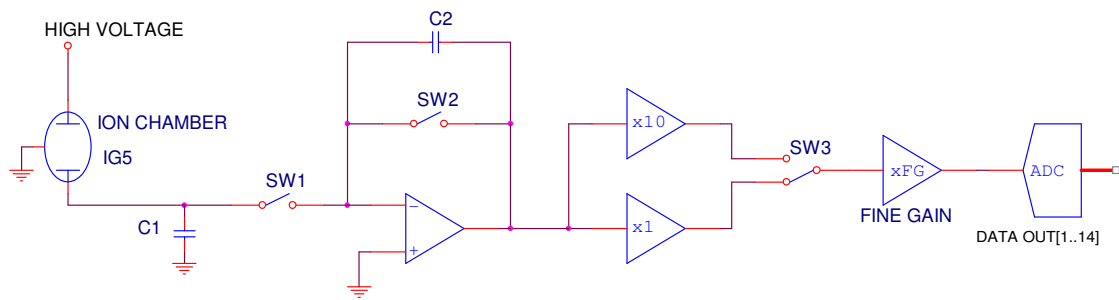 HIGH VOLTAGE
C2
SW2
ION CHAMBER
IG5
x10
SW3
SW1
xFG
ADC
C1
−
+
x1
FINE GAIN
DATA OUT[1..14]